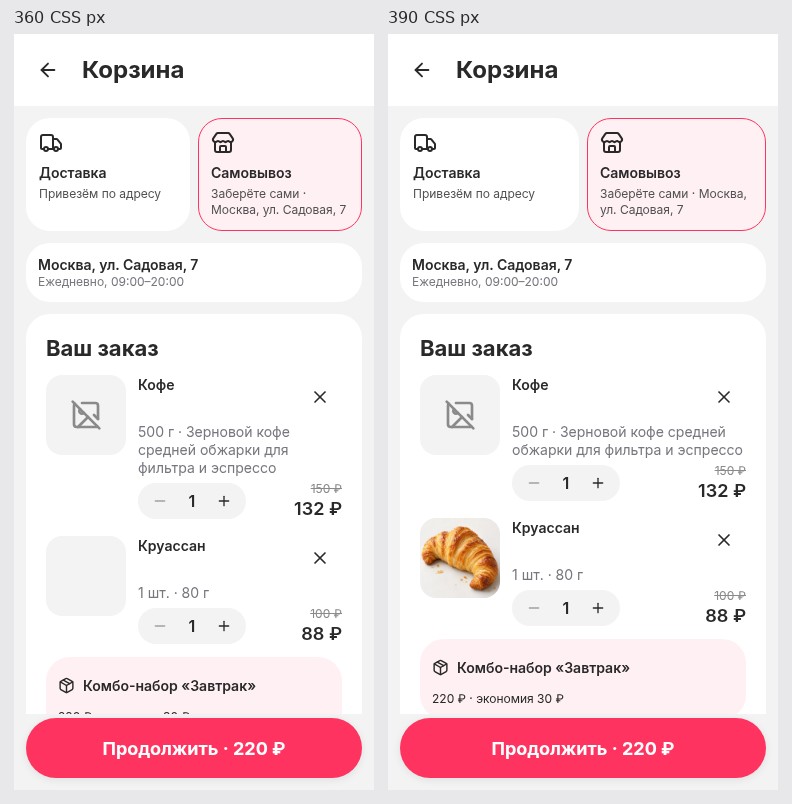 360 CSS px
Корзина
Доставка
Привезём по адресу
Самовывоз
Заберёте сами ·
Москва, ул. Садовая, 7
Москва, ул. Садовая, 7
Ежедневно, 09:00–20:00
Ваш заказ
Кофе
500 г · Зерновой кофе
средней обжарки для
фильтра и эспрессо
1
150 ₽
132 ₽
Круассан
1 шт. · 80 г
1
100 ₽
88 ₽
Комбо-набор «Завтрак»
Продолжить · 220 ₽
390 CSS px
Корзина
Доставка
Привезём по адресу
Самовывоз
Заберёте сами · Москва,
ул. Садовая, 7
Москва, ул. Садовая, 7
Ежедневно, 09:00–20:00
Ваш заказ
Кофе
500 г · Зерновой кофе средней
обжарки для фильтра и эспрессо
1
150 ₽
132 ₽
Круассан
1 шт. · 80 г
1
100 ₽
88 ₽
Комбо-набор «Завтрак»
220 ₽ · экономия 30 ₽
Продолжить · 220 ₽